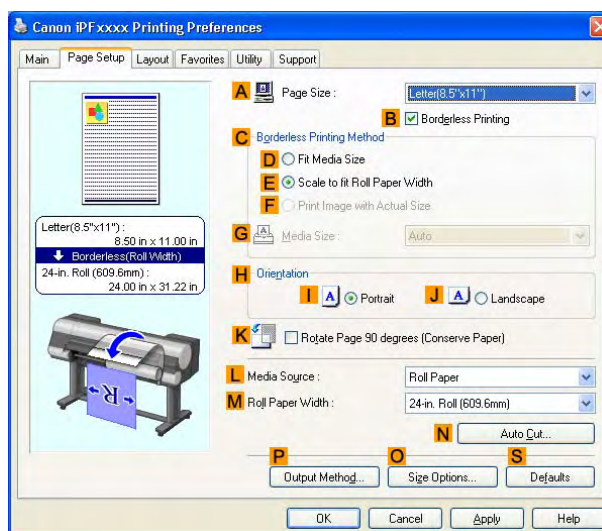 Canon iPFxxxx Printing Preferences
Main Page Setup Layout Favorites Utility Support
A Page Size : Letter(8.5"x11")
B Borderless Printing
C Borderless Printing Method
D Fit Media Size
E Scale to fit Roll Paper Width
F Print Image with Actual Size
G Media Size : Auto
Letter(8.5"x11") :
8.50 in x 11.00 in
Borderless(Roll Width)
24-in. Roll (609.6mm) :
24.00 in x 31.22 in
H Orientation
I A Portrait J A Landscape
K Rotate Page 90 degrees (Conserve Paper)
R
L Media Source : Roll Paper
M Roll Paper Width : 24-in. Roll (609.6mm)
N Auto Cut...
P O S
Output Method... Size Options... Defaults
OK Cancel Apply Help